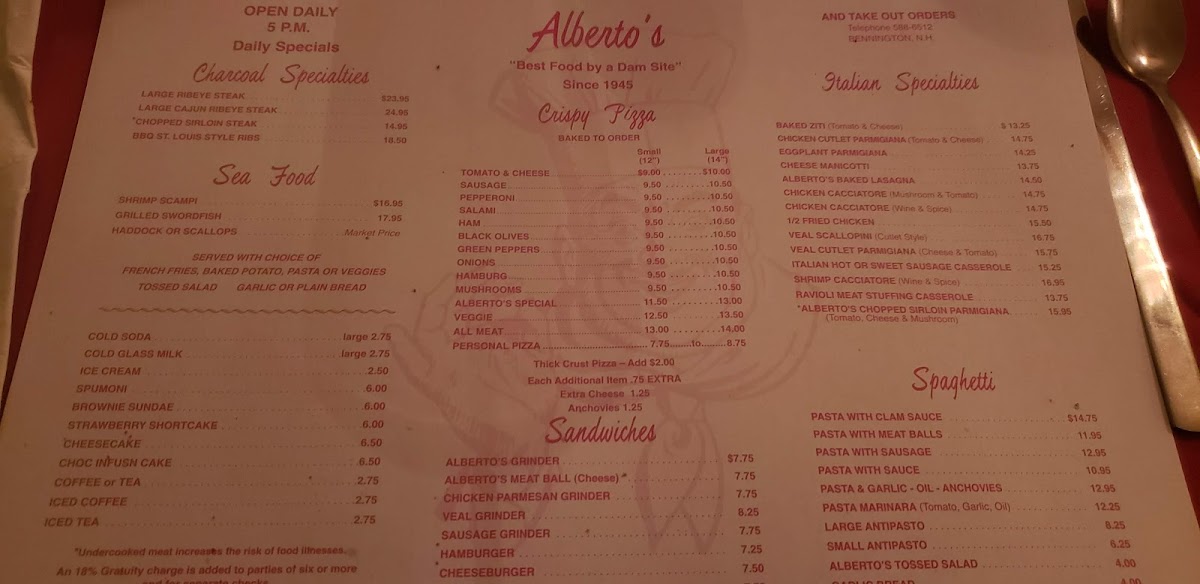 OPEN DAILY
5 P.M.
Daily Specials
Charcoal Specialties
LARGE RIBEYE STEAK $23.95
LARGE CAJUN RIBEYE STEAK 24.95
*CHOPPED SIRLOIN STEAK 14.95
BBQ ST. LOUIS STYLE RIBS 18.50
Sea Food
SHRIMP SCAMPI $16.95
GRILLED SWORDFISH 17.95
HADDOCK OR SCALLOPS Market Price
SERVED WITH CHOICE OF
FRENCH FRIES, BAKED POTATO, PASTA OR VEGGIES
TOSSED SALAD GARLIC OR PLAIN BREAD
COLD SODA large 2.75
COLD GLASS MILK large 2.75
ICE CREAM 2.50
SPUMONI 6.00
BROWNIE SUNDAE 6.00
STRAWBERRY SHORTCAKE 6.00
CHEESECAKE 6.50
CHOC INFUSN CAKE 6.50
COFFEE or TEA 2.75
ICED COFFEE 2.75
ICED TEA 2.75
*Undercooked meat increases the risk of food illnesses.
An 18% Gratuity charge is added to parties of six or more
and for separate checks
Alberto's
"Best Food by a Dam Site"
Since 1945
Crispy Pizza
BAKED TO ORDER
Small Large
(12") (14")
TOMATO & CHEESE $9.00 $10.00
SAUSAGE 9.50 10.50
PEPPERONI 9.50 10.50
SALAMI 9.50 10.50
HAM 9.50 10.50
BLACK OLIVES 9.50 10.50
GREEN PEPPERS 9.50 10.50
ONIONS 9.50 10.50
HAMBURG 9.50 10.50
MUSHROOMS 9.50 10.50
ALBERTO'S SPECIAL 11.50 13.00
VEGGIE 12.50 13.50
ALL MEAT 13.00 14.00
PERSONAL PIZZA 7.75 to 8.75
Thick Crust Pizza – Add $2.00
Each Additional Item .75 EXTRA
Extra Cheese 1.25
Anchovies 1.25
Sandwiches
ALBERTO'S GRINDER $7.75
ALBERTO'S MEAT BALL (Cheese) 7.75
CHICKEN PARMESAN GRINDER 7.75
VEAL GRINDER 8.25
SAUSAGE GRINDER 7.75
*HAMBURGER 7.25
*CHEESEBURGER 7.50
AND TAKE OUT ORDERS
Telephone 588-6512
BENNINGTON, N.H.
Italian Specialties
BAKED ZITI (Tomato & Cheese) $ 13.25
CHICKEN CUTLET PARMIGIANA (Tomato & Cheese) 14.75
EGGPLANT PARMIGIANA 14.25
CHEESE MANICOTTI 13.75
ALBERTO'S BAKED LASAGNA 14.50
CHICKEN CACCIATORE (Mushroom & Tomato) 14.75
CHICKEN CACCIATORE (Wine & Spice) 14.75
1/2 FRIED CHICKEN 15.50
VEAL SCALLOPINI (Cutlet Style) 16.75
VEAL CUTLET PARMIGIANA (Cheese & Tomato) 15.75
ITALIAN HOT OR SWEET SAUSAGE CASSEROLE 15.25
SHRIMP CACCIATORE (Wine & Spice) 16.95
RAVIOLI MEAT STUFFING CASSEROLE 13.75
*ALBERTO'S CHOPPED SIRLOIN PARMIGIANA 15.95
(Tomato, Cheese & Mushroom)
Spaghetti
PASTA WITH CLAM SAUCE $14.75
PASTA WITH MEAT BALLS 11.95
PASTA WITH SAUSAGE 12.95
PASTA WITH SAUCE 10.95
PASTA & GARLIC - OIL - ANCHOVIES 12.95
PASTA MARINARA (Tomato, Garlic, Oil) 12.25
LARGE ANTIPASTO 8.25
SMALL ANTIPASTO 6.25
ALBERTO'S TOSSED SALAD 4.00
GARLIC BREAD 4.00